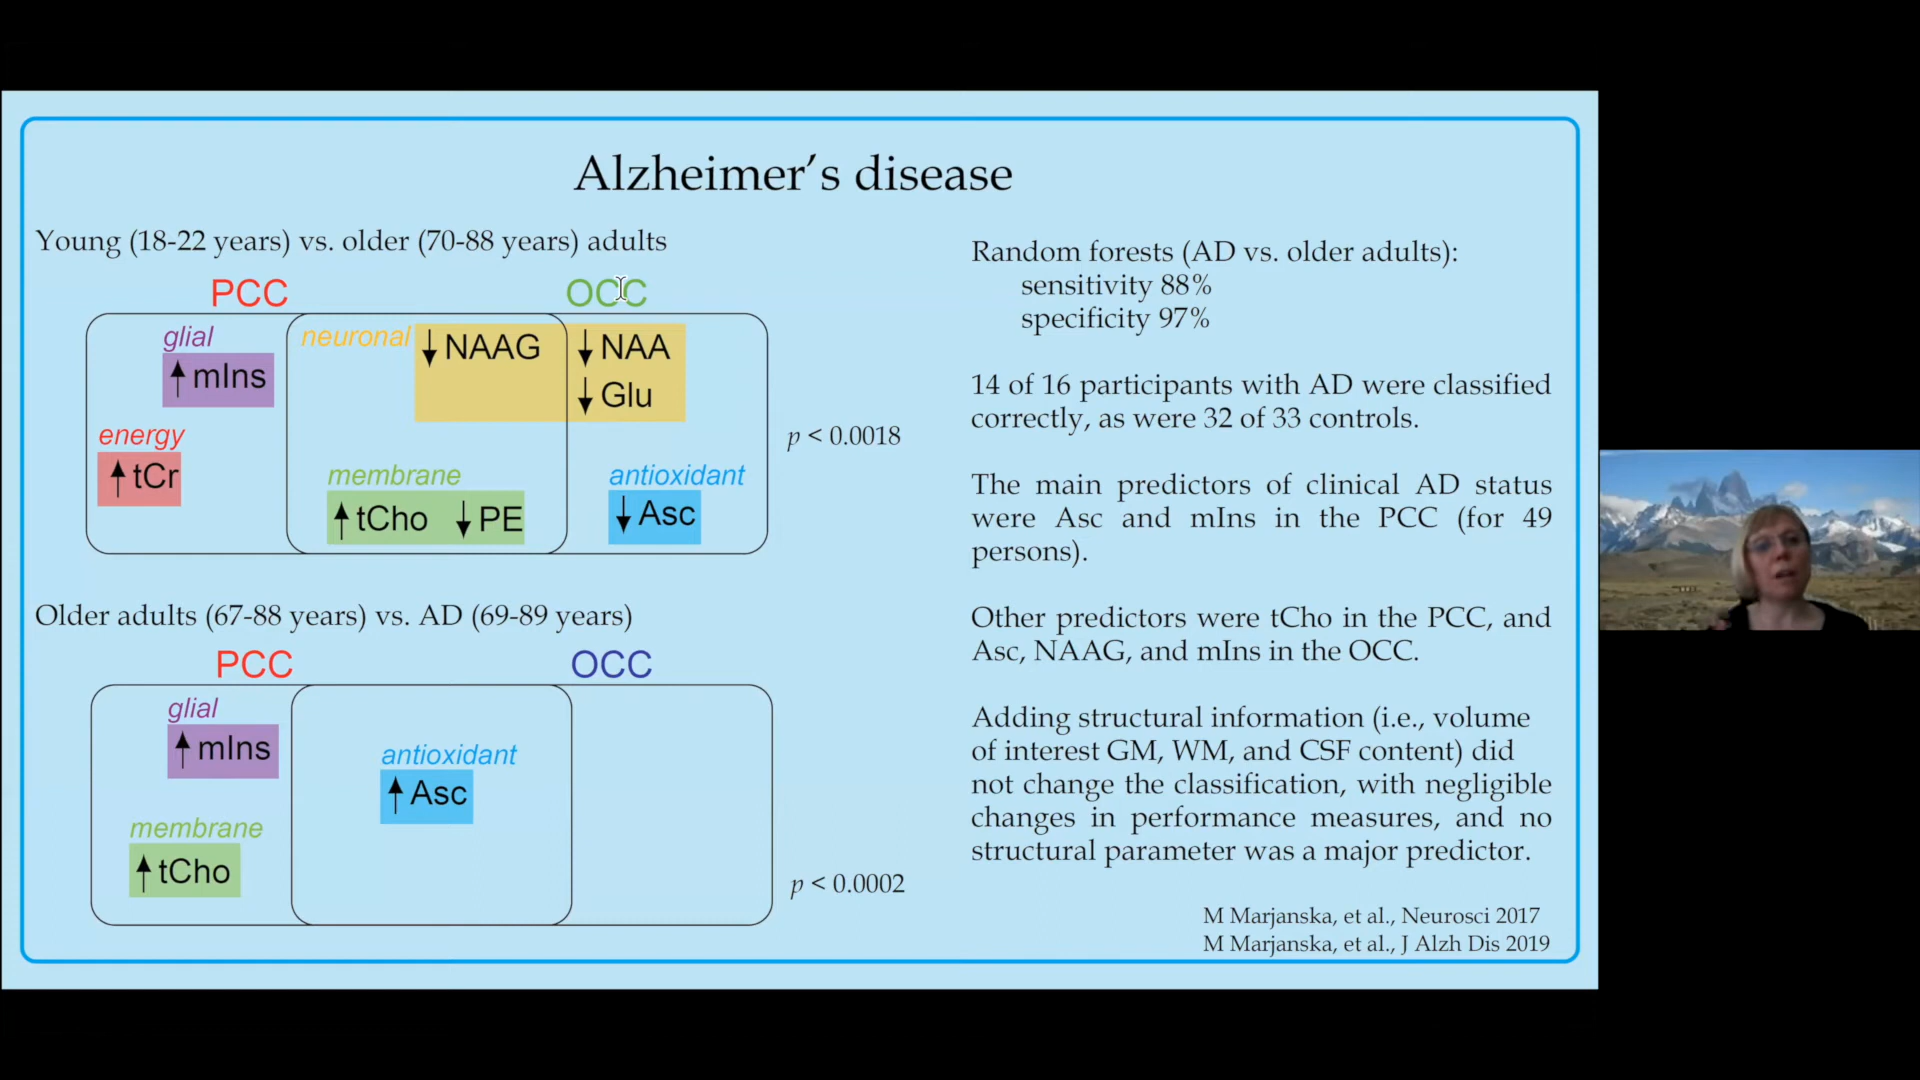 Alzheimer's disease
Young (18-22 years) vs. older (70-88 years) adults
PCC
OCC
glial
↑ mIns
neuronal
↓ NAAG
↓ NAA
↓ Glu
energy
↑ tCr
membrane
↑ tCho ↓ PE
antioxidant
↓ Asc
p < 0.0018
Older adults (67-88 years) vs. AD (69-89 years)
PCC
OCC
glial
↑ mIns
antioxidant
↑ Asc
membrane
↑ tCho
p < 0.0002
Random forests (AD vs. older adults):
sensitivity 88%
specificity 97%
14 of 16 participants with AD were classified
correctly, as were 32 of 33 controls.
The main predictors of clinical AD status
were Asc and mIns in the PCC (for 49
persons).
Other predictors were tCho in the PCC, and
Asc, NAAG, and mIns in the OCC.
Adding structural information (i.e., volume
of interest GM, WM, and CSF content) did
not change the classification, with negligible
changes in performance measures, and no
structural parameter was a major predictor.
M Marjanska, et al., Neurosci 2017
M Marjanska, et al., J Alzh Dis 2019